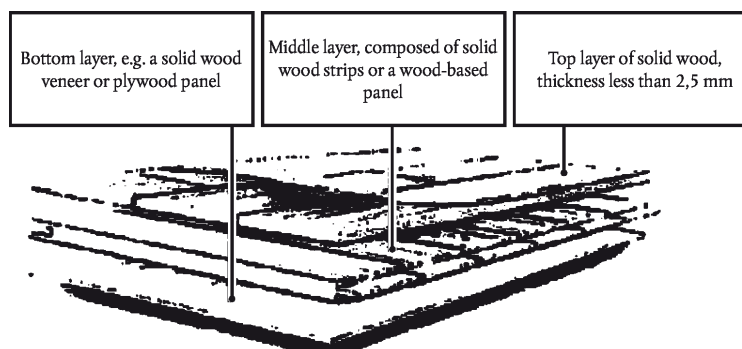 Bottom layer, e.g. a solid wood
veneer or plywood panel
Middle layer, composed of solid
wood strips or a wood-based
panel
Top layer of solid wood,
thickness less than 2,5 mm